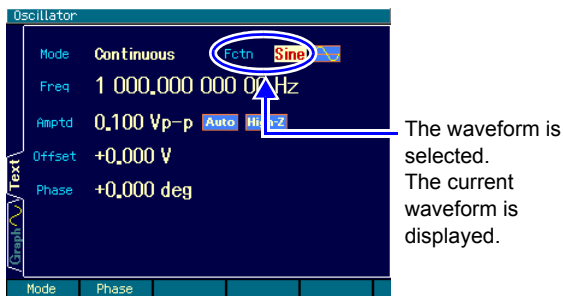 Oscillator
Mode Continuous Fctn Sine
Freq 1 000.000 000 00 Hz
Amptd 0.100 Vp-p Auto High-Z
Offset +0.000 V
Phase +0.000 deg
Text
Graph
Mode Phase
The waveform is
selected.
The current
waveform is
displayed.